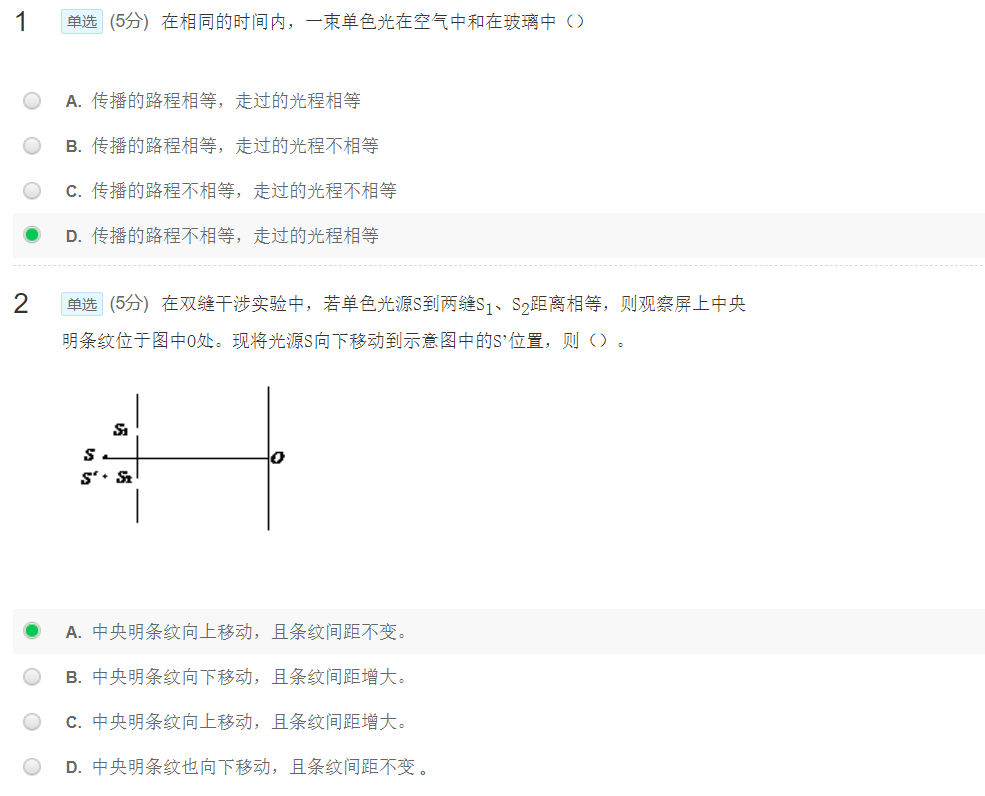 1 单选 (5分) 在相同的时间内，一束单色光在空气中和在玻璃中（）
A. 传播的路程相等，走过的光程相等
B. 传播的路程相等，走过的光程不相等
C. 传播的路程不相等，走过的光程不相等
D. 传播的路程不相等，走过的光程相等
2 单选 (5分) 在双缝干涉实验中，若单色光源S到两缝S1、S2距离相等，则观察屏上中央
明条纹位于图中O处。现将光源S向下移动到示意图中的S’位置，则（）。
S1
S
O
S′
S2
A. 中央明条纹向上移动，且条纹间距不变。
B. 中央明条纹向下移动，且条纹间距增大。
C. 中央明条纹向上移动，且条纹间距增大。
D. 中央明条纹也向下移动，且条纹间距不变 。